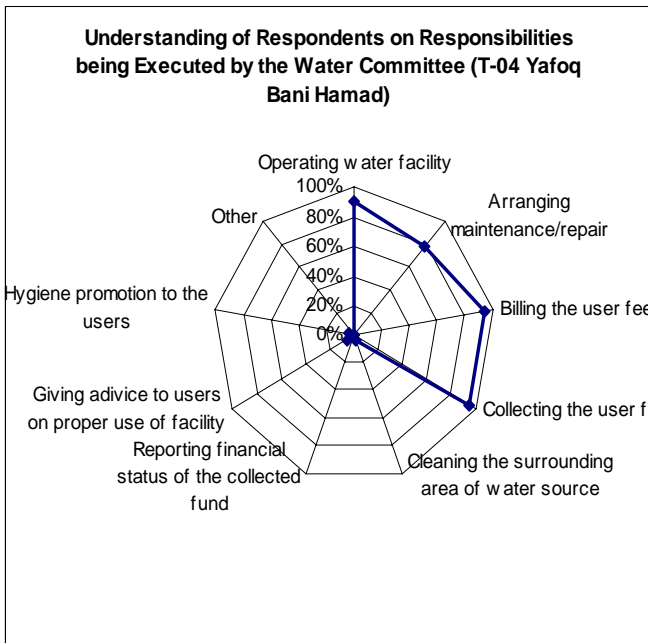 Understanding of Respondents on Responsibilities
being Executed by the Water Committee (T-04 Yafoq
Bani Hamad)
Operating water facility
100%
80%
60%
40%
20%
0%
Arranging
maintenance/repair
Billing the user fee
Collecting the user f
Cleaning the surrounding
area of water source
Reporting financial
status of the collected
fund
Giving adivice to users
on proper use of facility
Hygiene promotion to the
users
Other